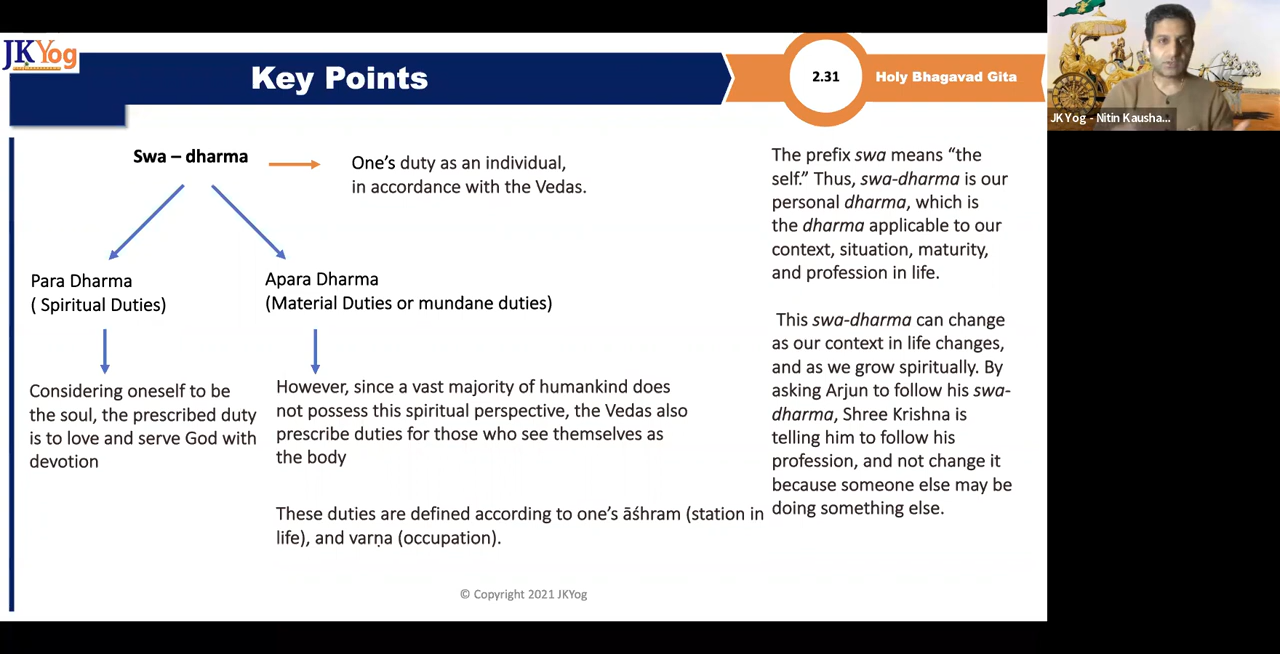 JKYog
Key Points
2.31
Holy Bhagavad Gita
JKYog - Nitin Kausha...
Swa – dharma
One's duty as an individual,
in accordance with the Vedas.
Para Dharma
( Spiritual Duties)
Apara Dharma
(Material Duties or mundane duties)
Considering oneself to be
the soul, the prescribed duty
is to love and serve God with
devotion
However, since a vast majority of humankind does
not possess this spiritual perspective, the Vedas also
prescribe duties for those who see themselves as
the body
These duties are defined according to one's āśhram (station in
life), and varṇa (occupation).
The prefix swa means “the
self.” Thus, swa-dharma is our
personal dharma, which is
the dharma applicable to our
context, situation, maturity,
and profession in life.
This swa-dharma can change
as our context in life changes,
and as we grow spiritually. By
asking Arjun to follow his swa-
dharma, Shree Krishna is
telling him to follow his
profession, and not change it
because someone else may be
doing something else.
© Copyright 2021 JKYog